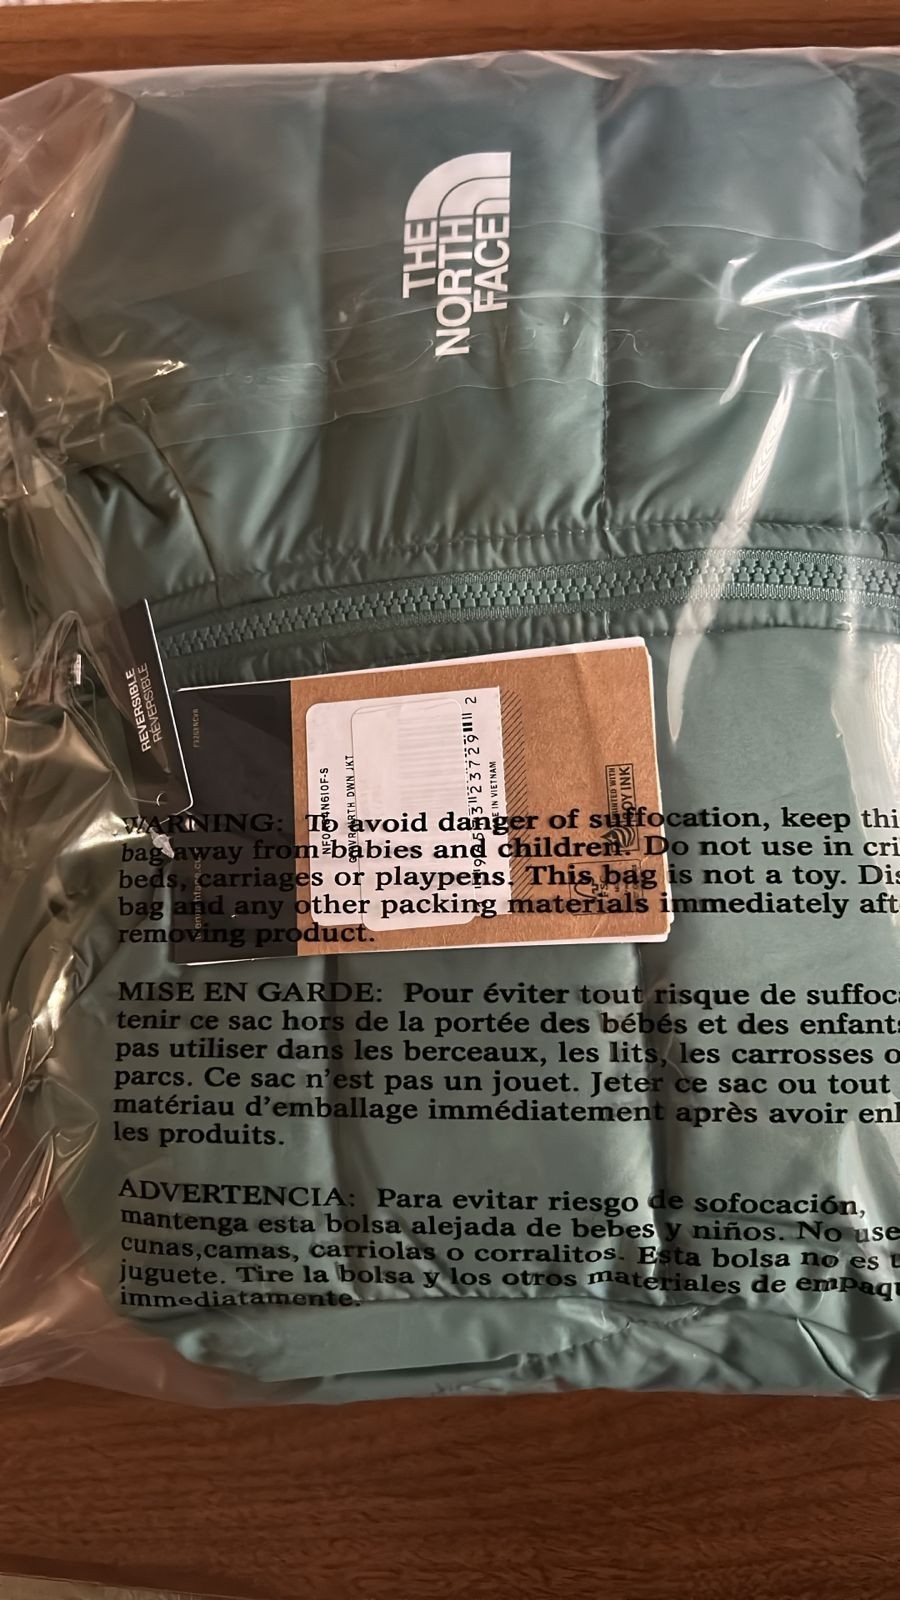 THE
NORTH
FACE
REVERSIBLE
RÉVERSIBLE
DWN JKT
IN VIETNAM
WARNING: To avoid danger of suffocation, keep thi
bag away from babies and children. Do not use in cri
beds, carriages or playpens. This bag is not a toy. Dis
bag and any other packing materials immediately aft
removing product.
MISE EN GARDE: Pour éviter tout risque de suffoc
tenir ce sac hors de la portée des bébés et des enfants
pas utiliser dans les berceaux, les lits, les carrosses o
parcs. Ce sac n'est pas un jouet. Jeter ce sac ou tout
matériau d'emballage immédiatement après avoir enl
les produits.
ADVERTENCIA: Para evitar riesgo de sofocación,
mantenga esta bolsa alejada de bebes y niños. No use
cunas,camas, carriolas o corralitos. Esta bolsa no es u
juguete. Tire la bolsa y los otros materiales de empaqu
immediatamente.